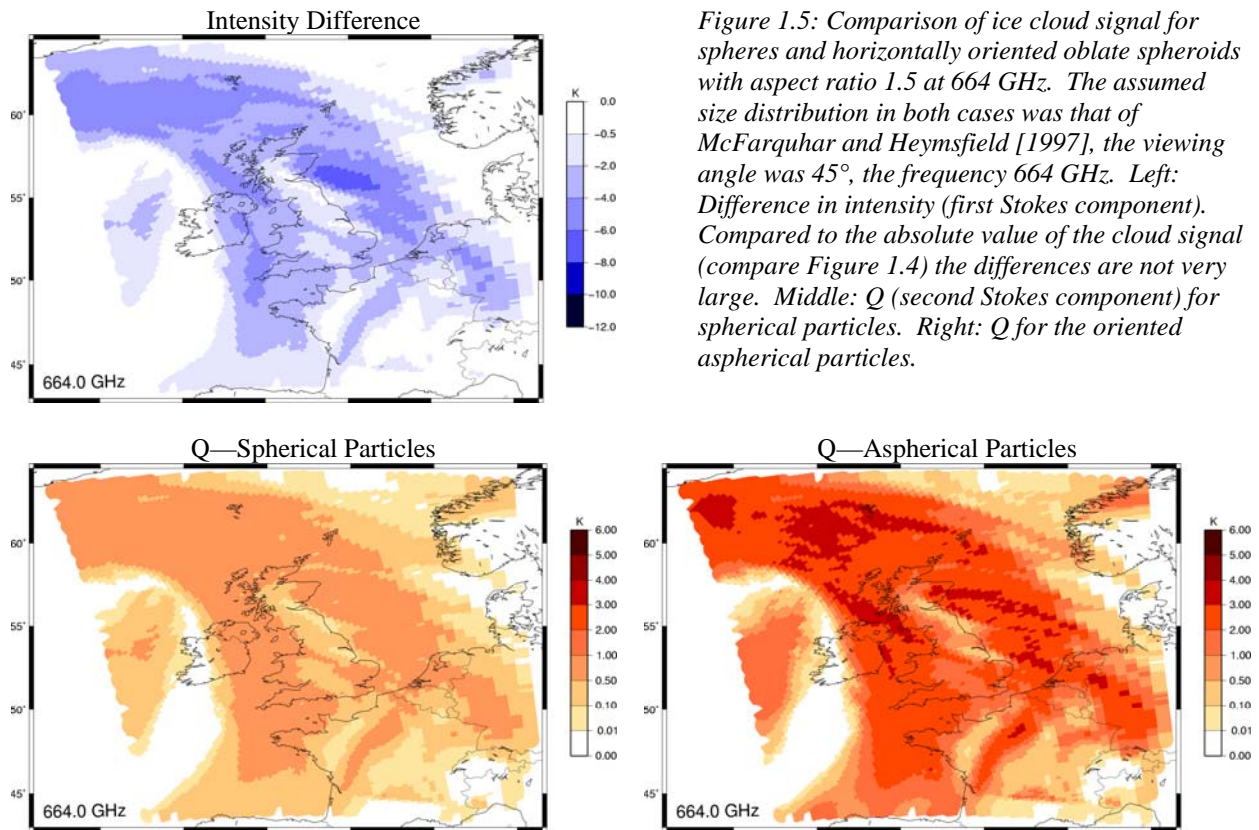 Intensity Difference
K
0.0
-0.5
-2.0
-4.0
-6.0
-8.0
-10.0
-12.0
60°
55°
50°
45°
664.0 GHz
Figure 1.5: Comparison of ice cloud signal for
spheres and horizontally oriented oblate spheroids
with aspect ratio 1.5 at 664 GHz. The assumed
size distribution in both cases was that of
McFarquhar and Heymsfield [1997], the viewing
angle was 45°, the frequency 664 GHz. Left:
Difference in intensity (first Stokes component).
Compared to the absolute value of the cloud signal
(compare Figure 1.4) the differences are not very
large. Middle: Q (second Stokes component) for
spherical particles. Right: Q for the oriented
aspherical particles.
Q—Spherical Particles
K
6.00
5.00
4.00
3.00
2.00
1.00
0.50
0.10
0.01
0.00
60°
55°
50°
45°
664.0 GHz
Q—Aspherical Particles
K
6.00
5.00
4.00
3.00
2.00
1.00
0.50
0.10
0.01
0.00
60°
55°
50°
45°
664.0 GHz